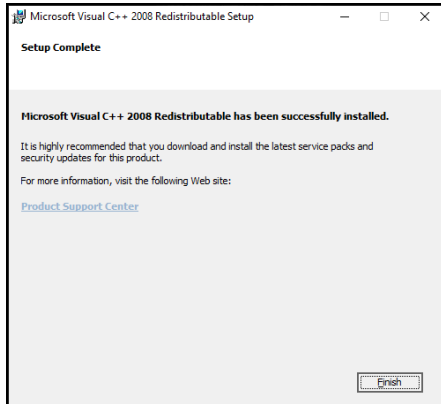 Microsoft Visual C++ 2008 Redistributable Setup
Setup Complete
Microsoft Visual C++ 2008 Redistributable has been successfully installed.
It is highly recommended that you download and install the latest service packs and
security updates for this product.
For more information, visit the following Web site:
Product Support Center
Finish